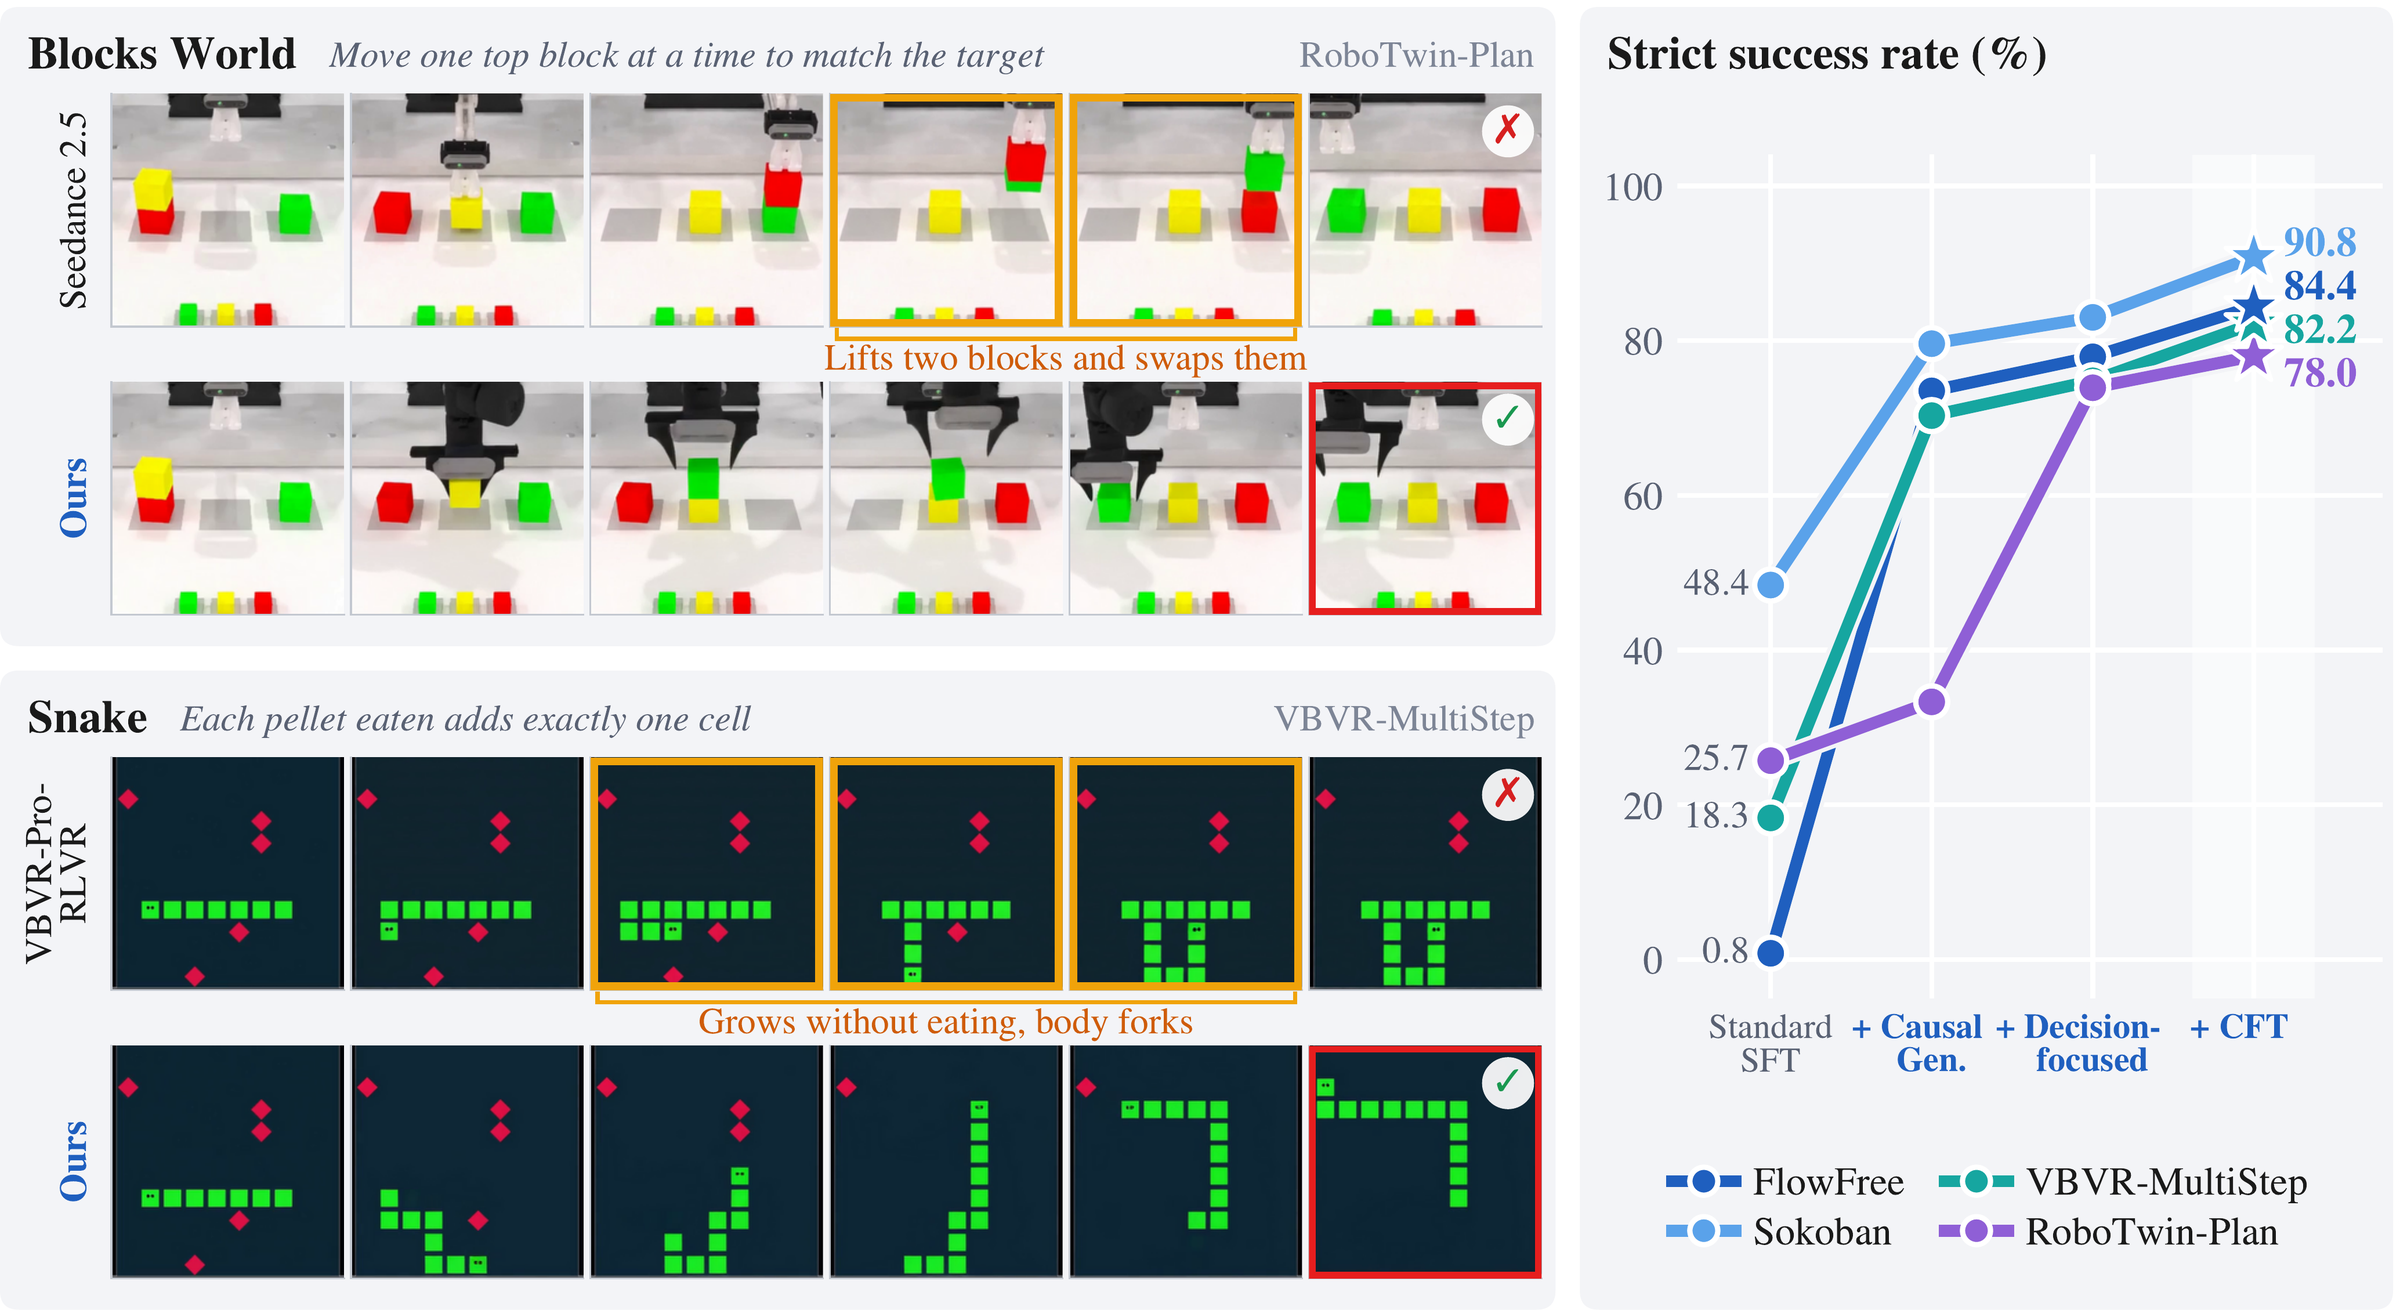 Blocks World Move one top block at a time to match the target RoboTwin-Plan
Seedance 2.5
✗
Lifts two blocks and swaps them
Ours
✓
Snake Each pellet eaten adds exactly one cell VBVR-MultiStep
VBVR-Pro-
RLVR
✗
Grows without eating, body forks
Ours
✓
Strict success rate (%)
100
80
60
40
20
0
90.8
84.4
82.2
78.0
48.4
25.7
18.3
0.8
Standard
SFT
+ Causal
Gen.
+ Decision-
focused
+ CFT
FlowFree
VBVR-MultiStep
Sokoban
RoboTwin-Plan